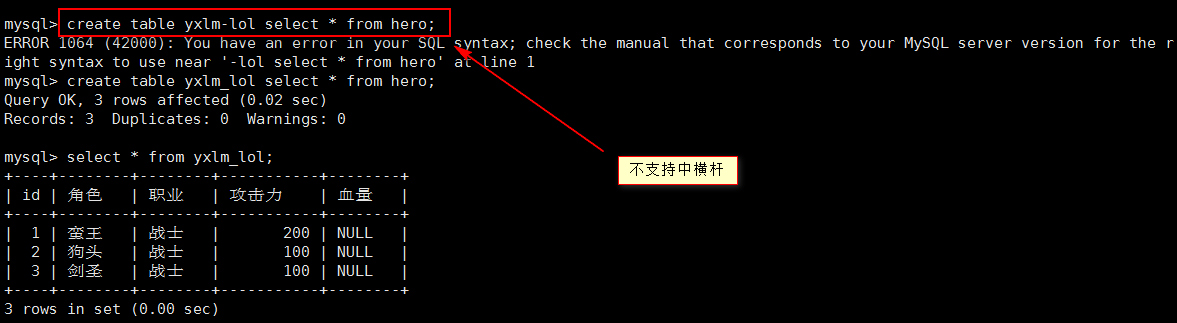 mysql> create table yxlm-lol select * from hero;
ERROR 1064 (42000): You have an error in your SQL syntax; check the manual that corresponds to your MySQL server version for the r
ight syntax to use near '-lol select * from hero' at line 1
mysql> create table yxlm_lol select * from hero;
Query OK, 3 rows affected (0.02 sec)
Records: 3  Duplicates: 0  Warnings: 0
不支持中横杆
mysql> select * from yxlm_lol;
+----+--------+--------+-----------+--------+
| id | 角色   | 职业   | 攻击力    | 血量   |
+----+--------+--------+-----------+--------+
|  1 | 蛮王   | 战士   |       200 | NULL   |
|  2 | 狗头   | 战士   |       100 | NULL   |
|  3 | 剑圣   | 战士   |       100 | NULL   |
+----+--------+--------+-----------+--------+
3 rows in set (0.00 sec)